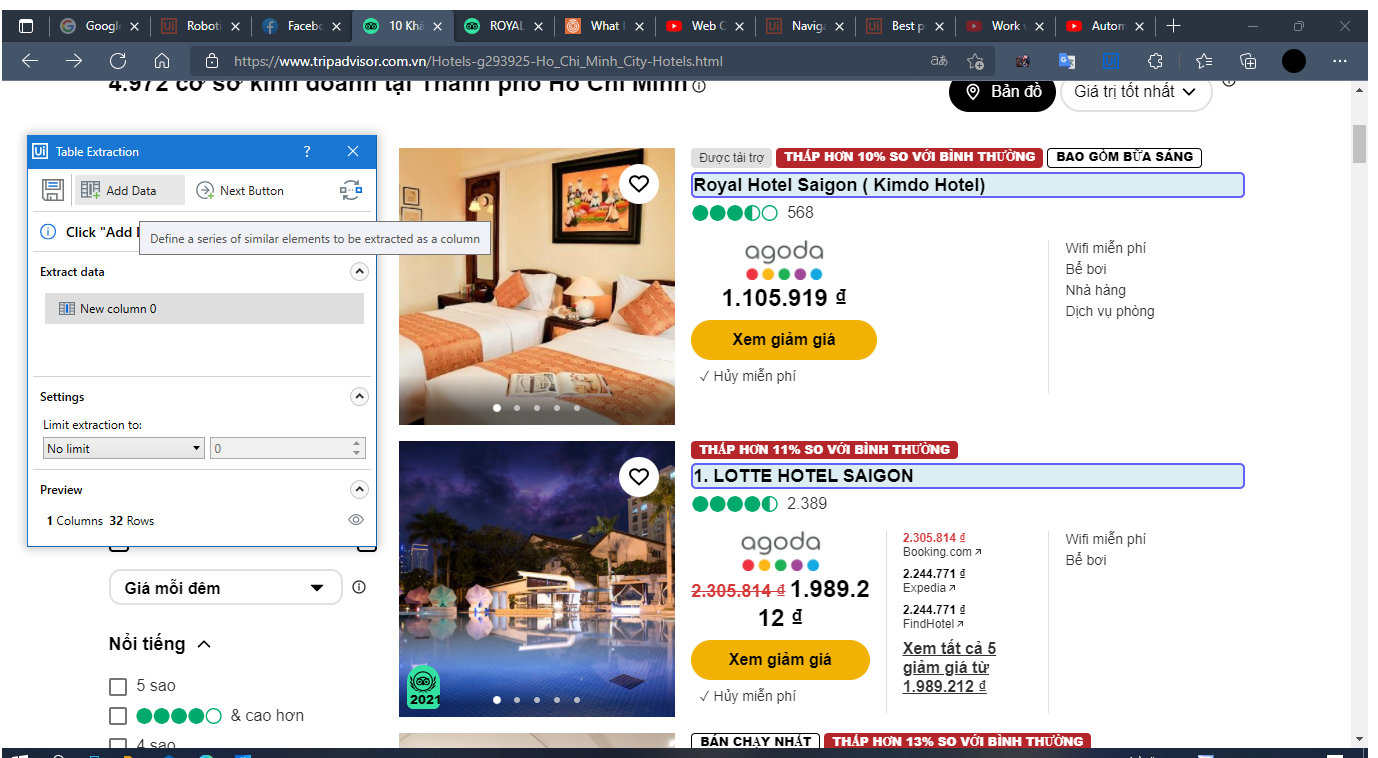 Googl
Roboti
Facebo
10 Khá
ROYAL
What I
Web C
Naviga
Best p
Work v
Autom
https://www.tripadvisor.com.vn/Hotels-g293925-Ho_Chi_Minh_City-Hotels.html
4.972 cơ sở kinh doanh tại Thành phố Hồ Chí Minh
Bản đồ
Giá trị tốt nhất
Ui Table Extraction
Add Data
Next Button
Click "Add D
Define a series of similar elements to be extracted as a column
Extract data
New column 0
Settings
Limit extraction to:
No limit 0
Preview
1 Columns 32 Rows
Giá mỗi đêm
Nổi tiếng
5 sao
& cao hơn
4 sao
2021
Được tài trợ THẤP HƠN 10% SO VỚI BÌNH THƯỜNG BAO GỒM BỮA SÁNG
Royal Hotel Saigon ( Kimdo Hotel)
568
agoda
1.105.919 ₫
Xem giảm giá
✓ Hủy miễn phí
Wifi miễn phí
Bể bơi
Nhà hàng
Dịch vụ phòng
THẤP HƠN 11% SO VỚI BÌNH THƯỜNG
1. LOTTE HOTEL SAIGON
2.389
agoda
2.305.814 ₫ 1.989.2
12 ₫
Xem giảm giá
✓ Hủy miễn phí
2.305.814 ₫
Booking.com
2.244.771 ₫
Expedia
2.244.771 ₫
FindHotel
Xem tất cả 5
giảm giá từ
1.989.212 ₫
Wifi miễn phí
Bể bơi
BÁN CHẠY NHẤT THẤP HƠN 13% SO VỚI BÌNH THƯỜNG